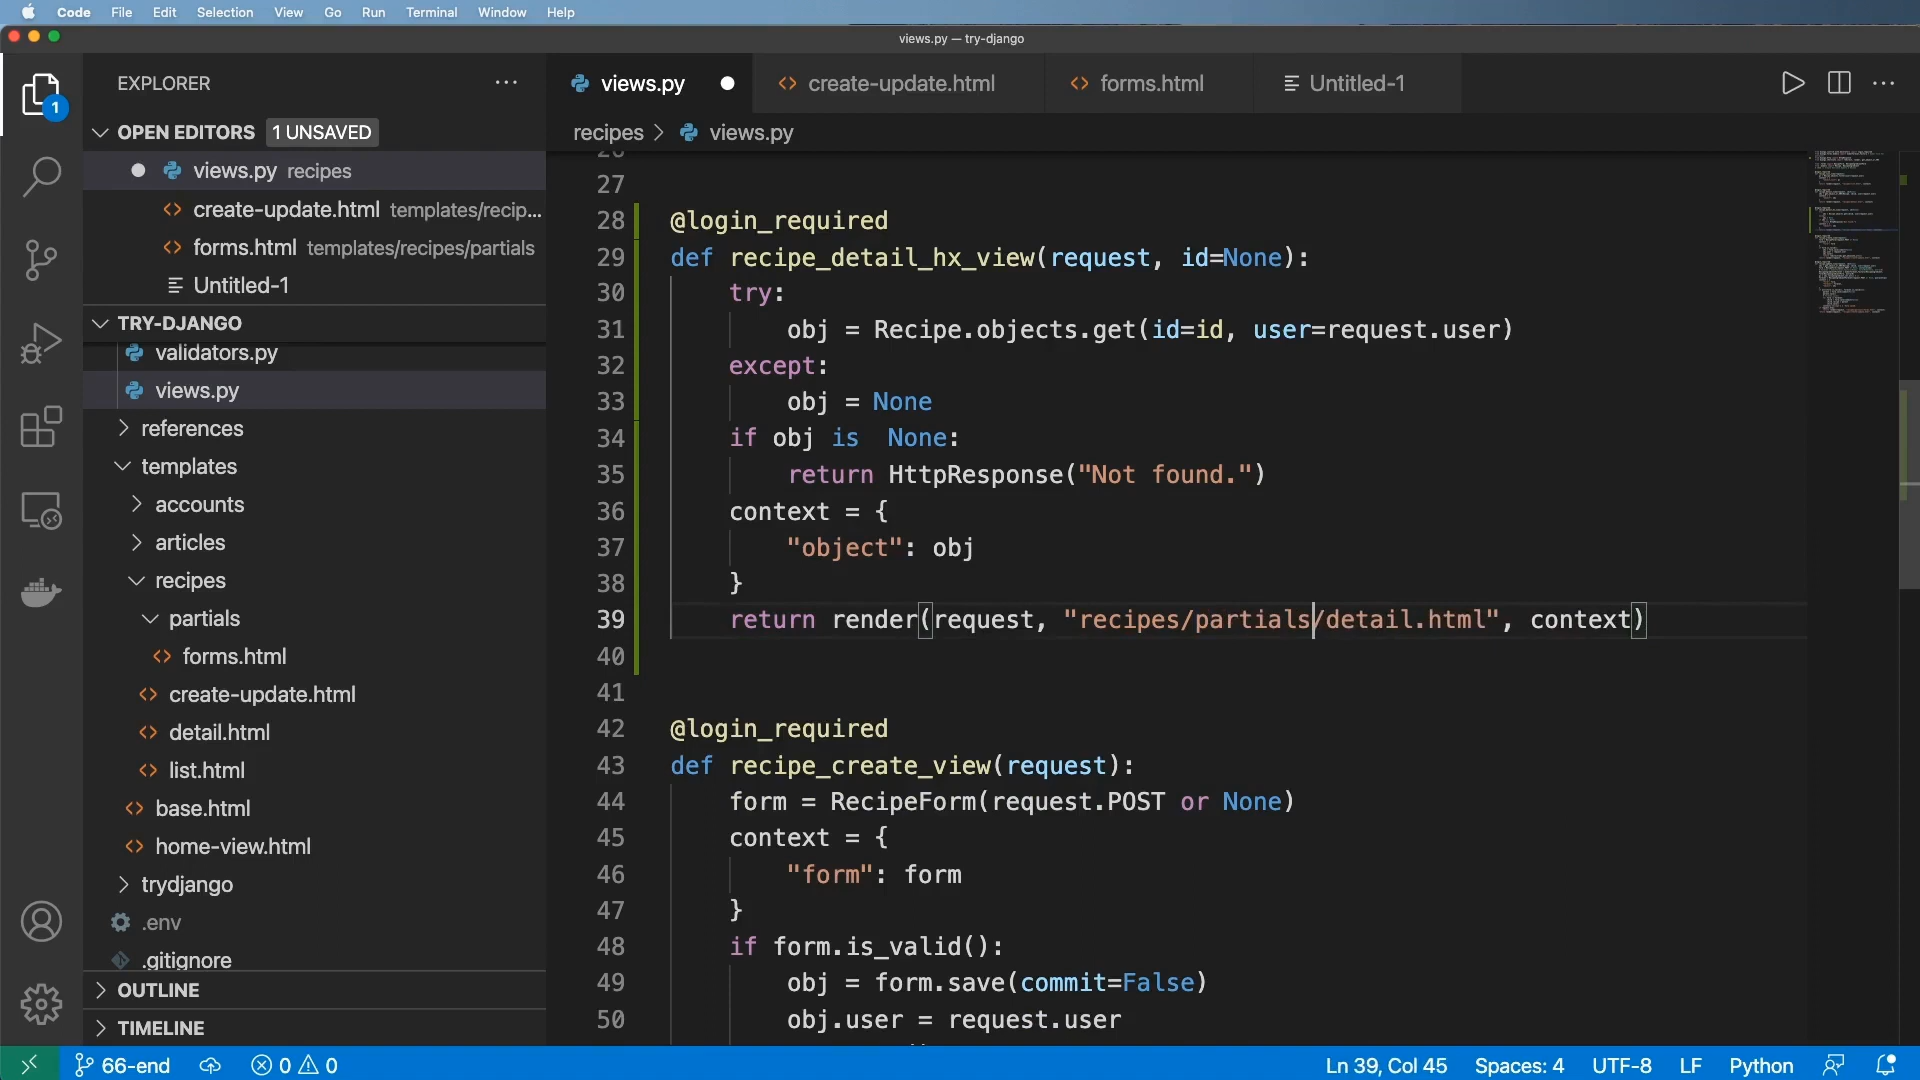 Code File Edit Selection View Go Run Terminal Window Help
views.py — try-django
EXPLORER
1
OPEN EDITORS 1 UNSAVED
views.py recipes
create-update.html templates/recip...
forms.html templates/recipes/partials
Untitled-1
TRY-DJANGO
validators.py
views.py
references
templates
accounts
articles
recipes
partials
forms.html
create-update.html
detail.html
list.html
base.html
home-view.html
trydjango
.env
.gitignore
OUTLINE
TIMELINE
views.py create-update.html forms.html Untitled-1
recipes > views.py
27
28 @login_required
29 def recipe_detail_hx_view(request, id=None):
30 try:
31 obj = Recipe.objects.get(id=id, user=request.user)
32 except:
33 obj = None
34 if obj is  None:
35 return HttpResponse("Not found.")
36 context = {
37 "object": obj
38 }
39 return render(request, "recipes/partials/detail.html", context)
40
41
42 @login_required
43 def recipe_create_view(request):
44 form = RecipeForm(request.POST or None)
45 context = {
46 "form": form
47 }
48 if form.is_valid():
49 obj = form.save(commit=False)
50 obj.user = request.user
66-end 0 0 Ln 39, Col 45 Spaces: 4 UTF-8 LF Python